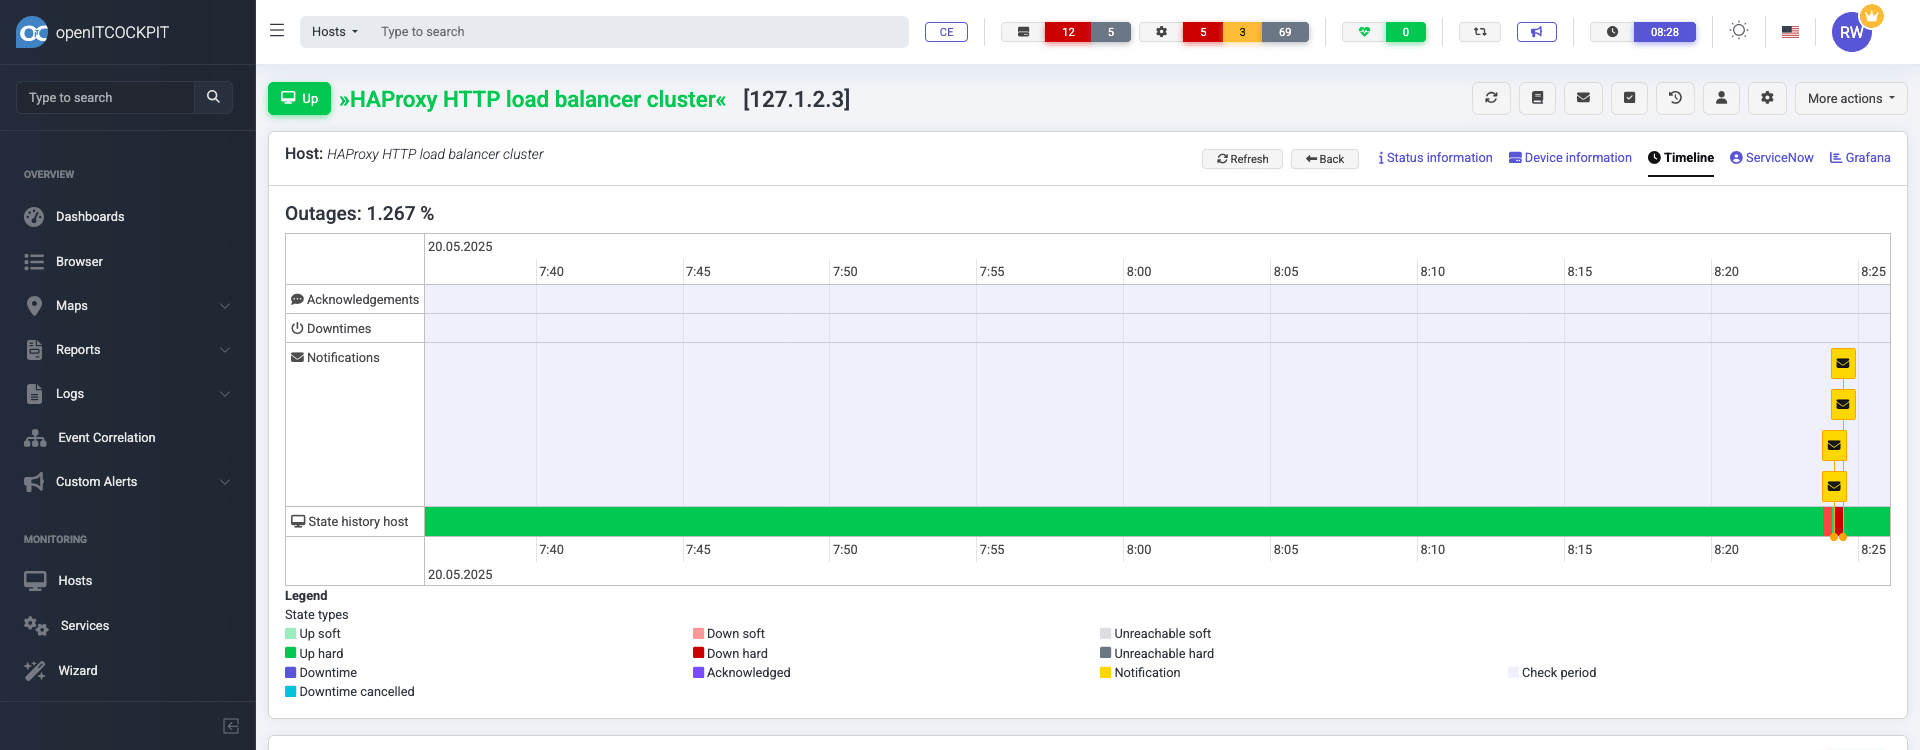 openITCOCKPIT
Hosts
Type to search
CE
12
5
5
3
69
0
08:28
RW
Type to search
Up
»HAProxy HTTP load balancer cluster«
[127.1.2.3]
More actions
Host: HAProxy HTTP load balancer cluster
Refresh
Back
Status information
Device information
Timeline
ServiceNow
Grafana
OVERVIEW
Dashboards
Browser
Maps
Reports
Logs
Event Correlation
Custom Alerts
MONITORING
Hosts
Services
Wizard
Outages: 1.267 %
20.05.2025
7:40 7:45 7:50 7:55 8:00 8:05 8:10 8:15 8:20 8:25
Acknowledgements
Downtimes
Notifications
State history host
7:40 7:45 7:50 7:55 8:00 8:05 8:10 8:15 8:20 8:25
20.05.2025
Legend
State types
Up soft
Down soft
Unreachable soft
Up hard
Down hard
Unreachable hard
Downtime
Acknowledged
Notification
Check period
Downtime cancelled